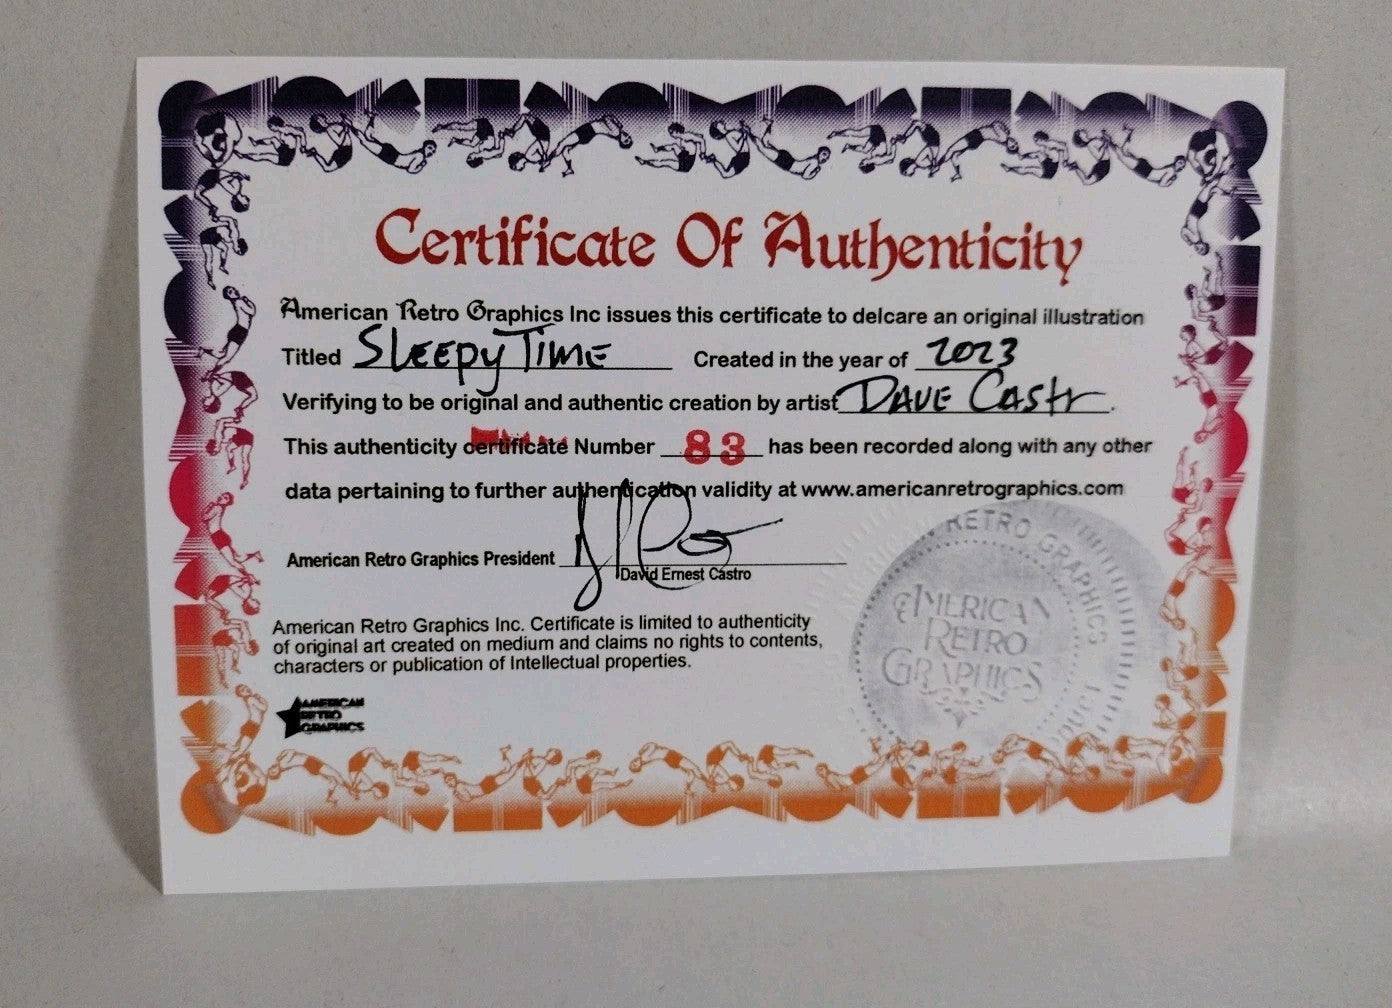 Certificate Of Authenticity
American Retro Graphics Inc issues this certificate to delcare an original illustration
Titled Sleepy Time Created in the year of 2023
Verifying to be original and authentic creation by artist Dave Castr.
This authenticity certificate Number 83 has been recorded along with any other
data pertaining to further authentication validity at www.americanretrographics.com
American Retro Graphics President
David Ernest Castro
American Retro Graphics Inc. Certificate is limited to authenticity
of original art created on medium and claims no rights to contents,
characters or publication of Intellectual properties.
AMERICAN
RETRO
GRAPHICS
RETRO GRAPHICS
AMERICAN
RETRO
GRAPHICS